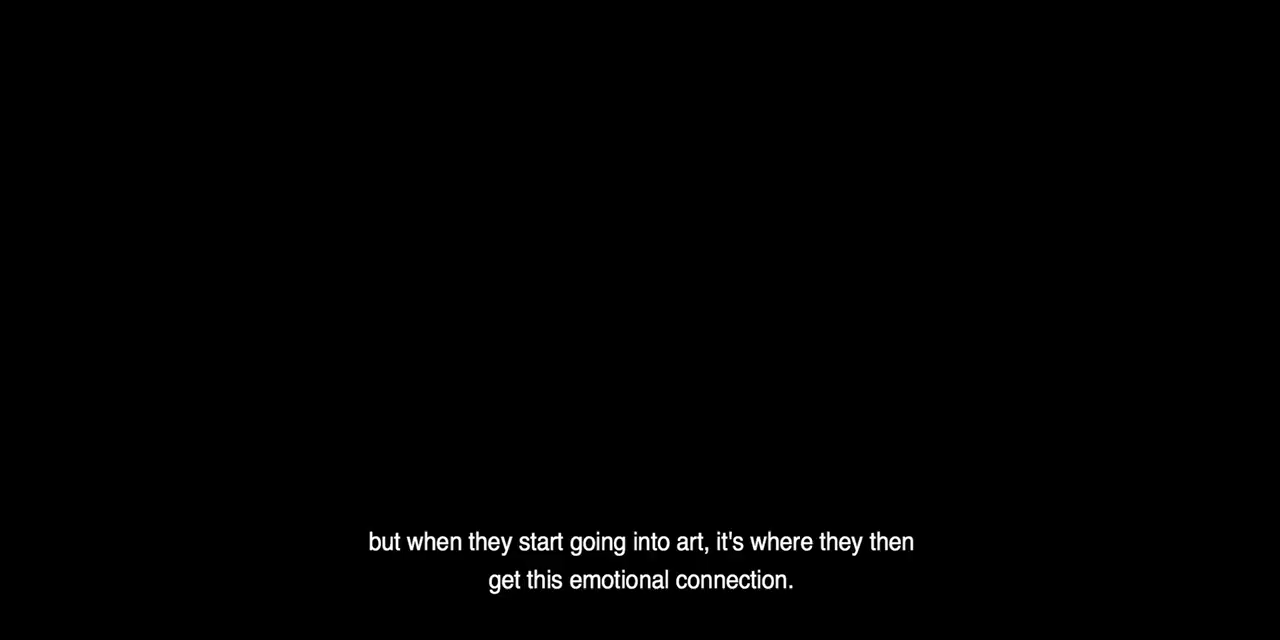 but when they start going into art, it's where they then
get this emotional connection.